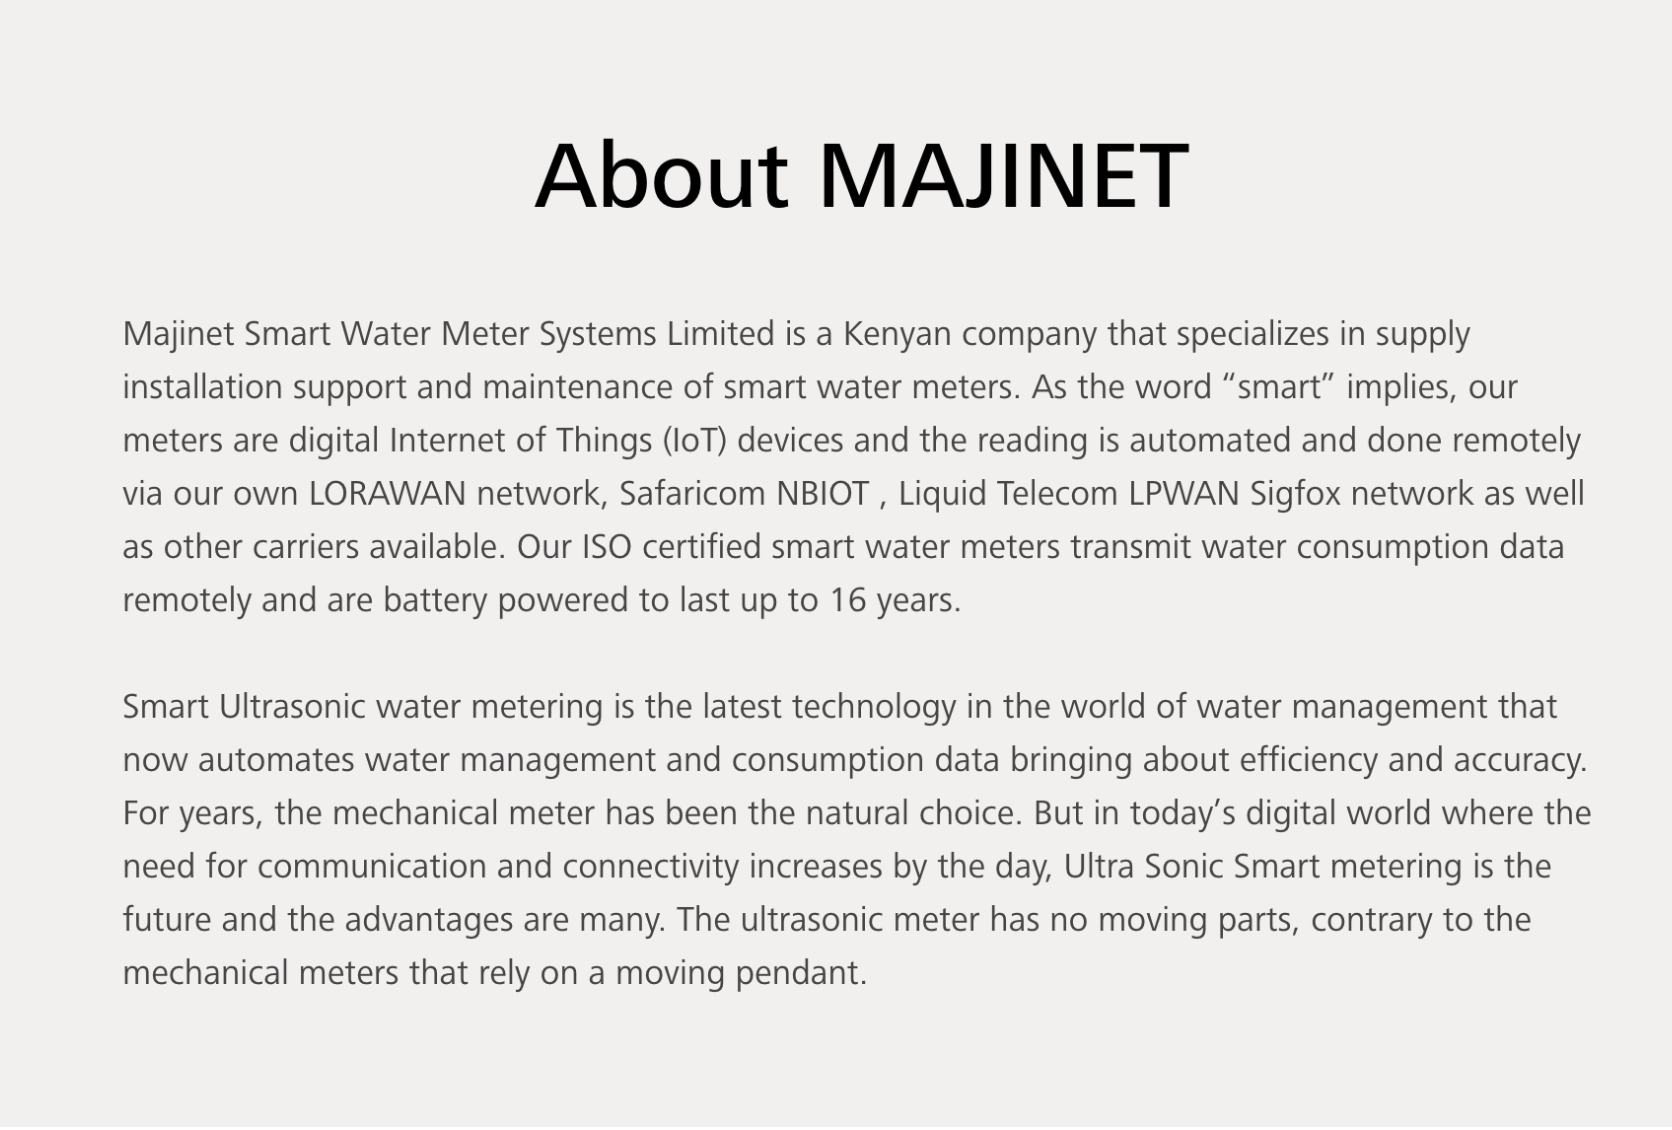 About MAJINET
Majinet Smart Water Meter Systems Limited is a Kenyan company that specializes in supply
installation support and maintenance of smart water meters. As the word “smart” implies, our
meters are digital Internet of Things (IoT) devices and the reading is automated and done remotely
via our own LORAWAN network, Safaricom NBIOT , Liquid Telecom LPWAN Sigfox network as well
as other carriers available. Our ISO certified smart water meters transmit water consumption data
remotely and are battery powered to last up to 16 years.
Smart Ultrasonic water metering is the latest technology in the world of water management that
now automates water management and consumption data bringing about efficiency and accuracy.
For years, the mechanical meter has been the natural choice. But in today’s digital world where the
need for communication and connectivity increases by the day, Ultra Sonic Smart metering is the
future and the advantages are many. The ultrasonic meter has no moving parts, contrary to the
mechanical meters that rely on a moving pendant.